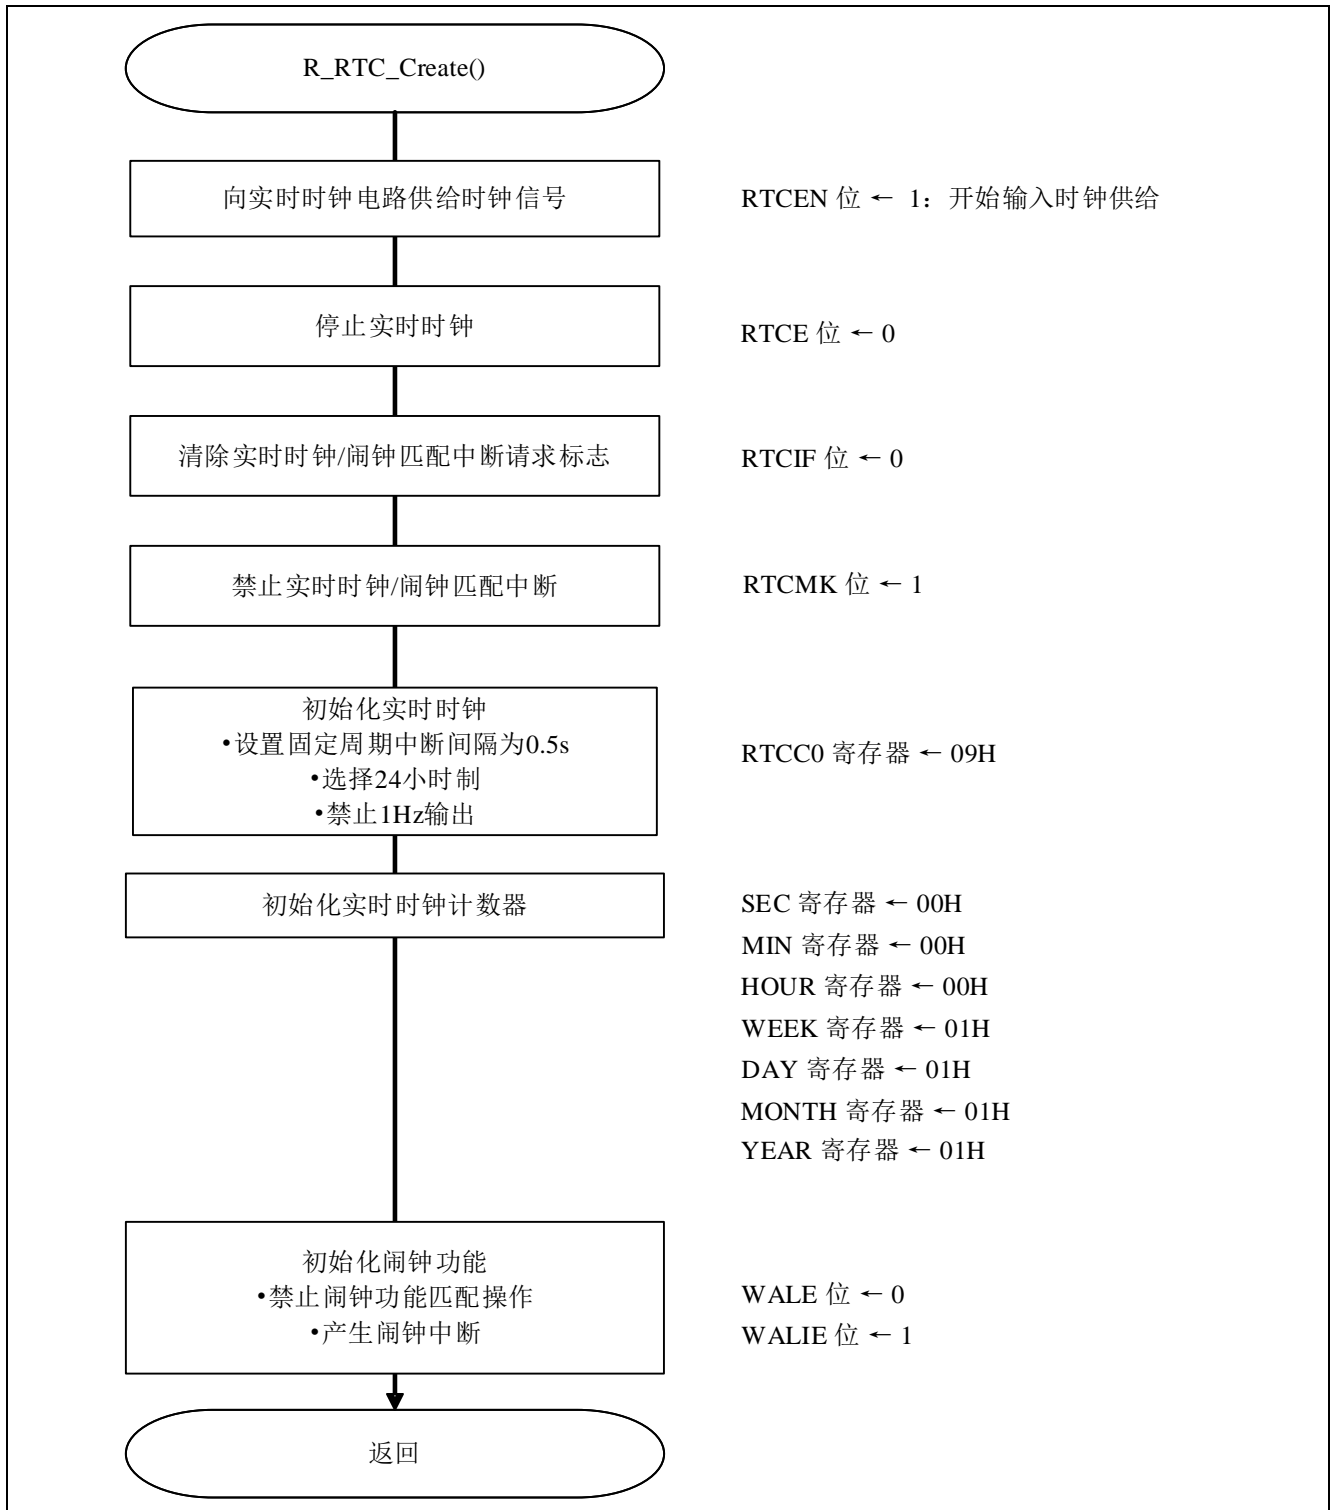 R_RTC_Create()
向实时时钟电路供给时钟信号
RTCEN 位 ← 1：开始输入时钟供给
停止实时时钟
RTCE 位 ← 0
清除实时时钟/闹钟匹配中断请求标志
RTCIF 位 ← 0
禁止实时时钟/闹钟匹配中断
RTCMK 位 ← 1
初始化实时时钟
•设置固定周期中断间隔为0.5s
•选择24小时制
•禁止1Hz输出
RTCC0 寄存器 ← 09H
初始化实时时钟计数器
SEC 寄存器 ← 00H
MIN 寄存器 ← 00H
HOUR 寄存器 ← 00H
WEEK 寄存器 ← 01H
DAY 寄存器 ← 01H
MONTH 寄存器 ← 01H
YEAR 寄存器 ← 01H
初始化闹钟功能
•禁止闹钟功能匹配操作
•产生闹钟中断
WALE 位 ← 0
WALIE 位 ← 1
返回